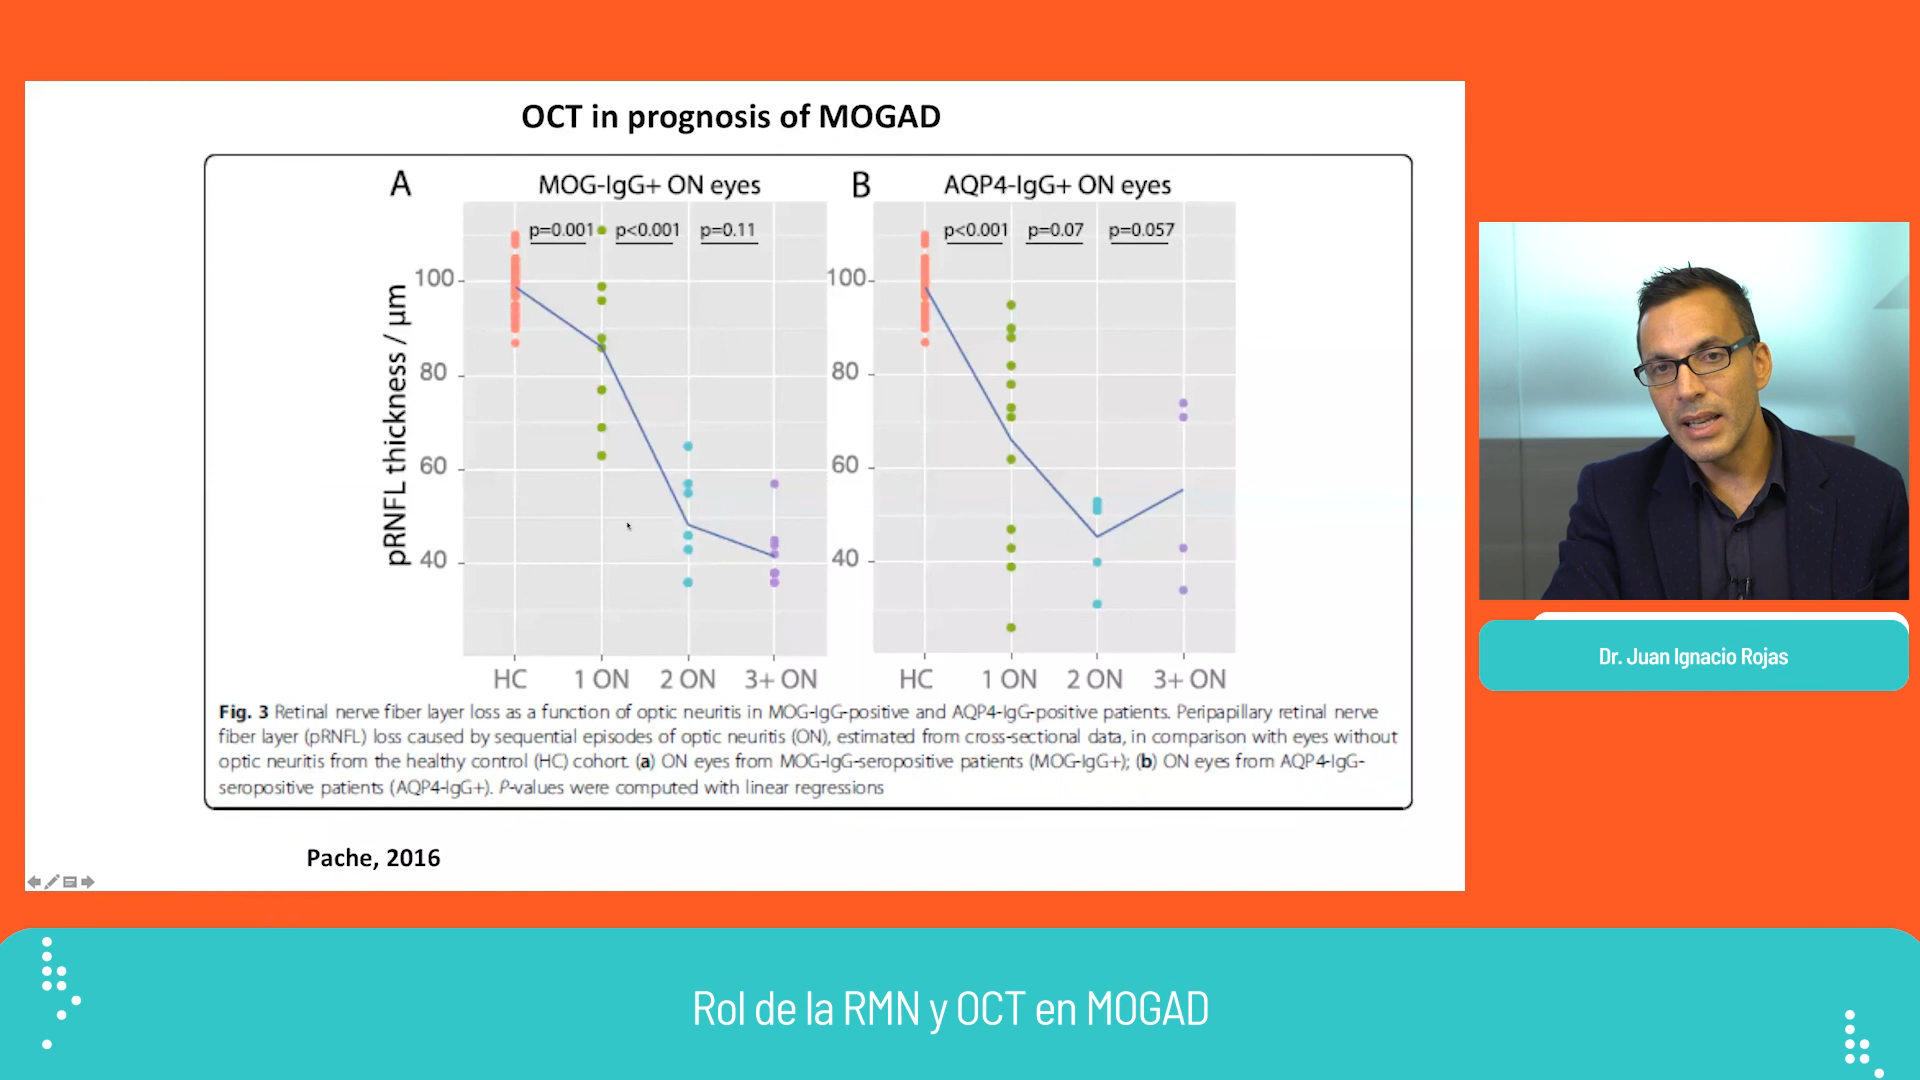 OCT in prognosis of MOGAD
A
MOG-IgG+ ON eyes
p=0.001
p<0.001
p=0.11
pRNFL thickness / µm
100
80
60
40
HC
1 ON
2 ON
3+ ON
B
AQP4-IgG+ ON eyes
p<0.001
p=0.07
p=0.057
100
80
60
40
HC
1 ON
2 ON
3+ ON
Fig. 3 Retinal nerve fiber layer loss as a function of optic neuritis in MOG-IgG-positive and AQP4-IgG-positive patients. Peripapillary retinal nerve
fiber layer (pRNFL) loss caused by sequential episodes of optic neuritis (ON), estimated from cross-sectional data, in comparison with eyes without
optic neuritis from the healthy control (HC) cohort. (a) ON eyes from MOG-IgG-seropositive patients (MOG-IgG+); (b) ON eyes from AQP4-IgG-
seropositive patients (AQP4-IgG+). P-values were computed with linear regressions
Pache, 2016
Dr. Juan Ignacio Rojas
Rol de la RMN y OCT en MOGAD